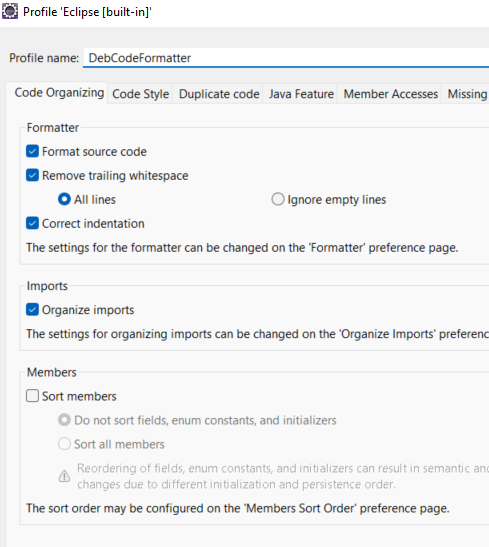 Profile 'Eclipse [built-in]'
Profile name: DebCodeFormatter
Code Organizing Code Style Duplicate code Java Feature Member Accesses Missing
Formatter
Format source code
Remove trailing whitespace
All lines Ignore empty lines
Correct indentation
The settings for the formatter can be changed on the 'Formatter' preference page.
Imports
Organize imports
The settings for organizing imports can be changed on the 'Organize Imports' preferenc
Members
Sort members
Do not sort fields, enum constants, and initializers
Sort all members
Reordering of fields, enum constants, and initializers can result in semantic and
changes due to different initialization and persistence order.
The sort order may be configured on the 'Members Sort Order' preference page.